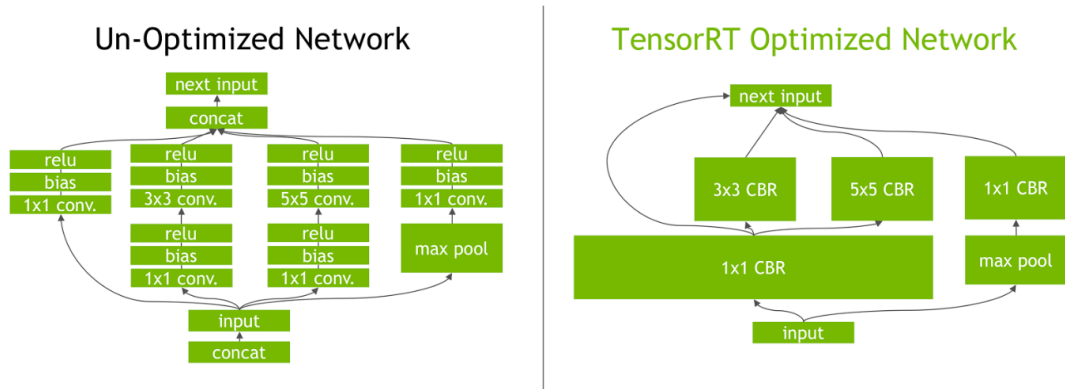 Un-Optimized Network
next input
concat
relu
bias
1x1 conv.
relu
bias
3x3 conv.
relu
bias
1x1 conv.
relu
bias
5x5 conv.
relu
bias
1x1 conv.
relu
bias
1x1 conv.
max pool
input
concat
TensorRT Optimized Network
next input
3x3 CBR
5x5 CBR
1x1 CBR
1x1 CBR
max pool
input